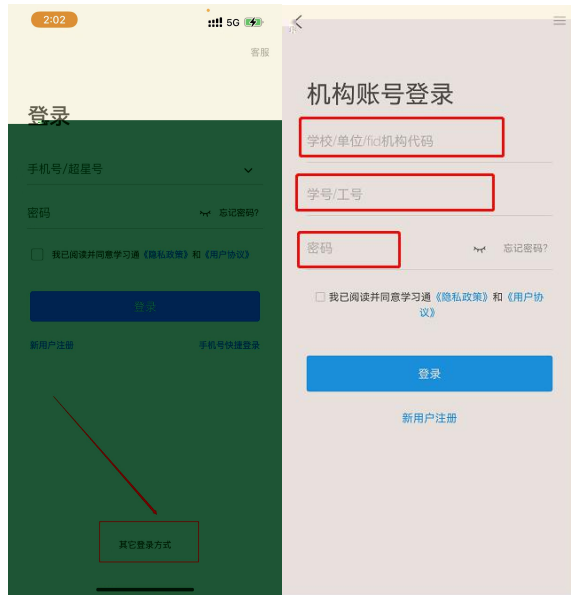 2:02
5G
客服
登录
手机号/超星号
密码
忘记密码?
我已阅读并同意学习通《隐私政策》和《用户协议》
登录
新用户注册
手机号快捷登录
其它登录方式
机构账号登录
学校/单位/fid机构代码
学号/工号
密码
忘记密码?
我已阅读并同意学习通《隐私政策》和《用户协
议》
登录
新用户注册